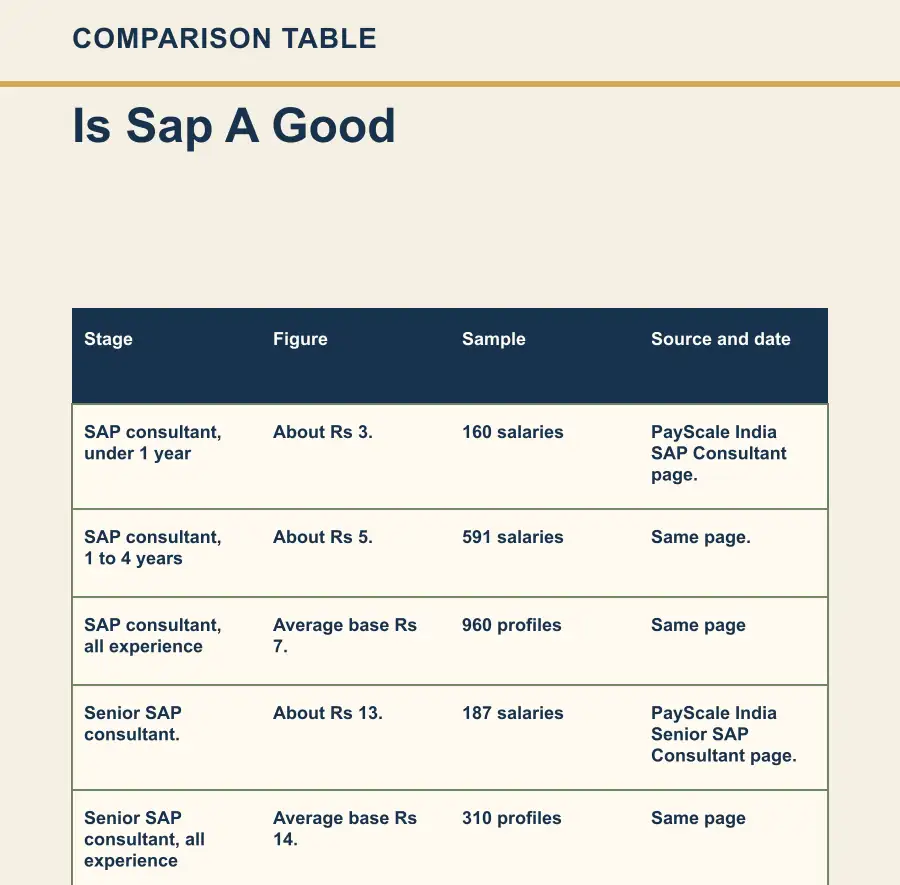 COMPARISON TABLE
Is Sap A Good
Stage
Figure
Sample
Source and date
SAP consultant,
under 1 year
About Rs 3.
160 salaries
PayScale India
SAP Consultant
page.
SAP consultant,
1 to 4 years
About Rs 5.
591 salaries
Same page.
SAP consultant,
all experience
Average base Rs
7.
960 profiles
Same page
Senior SAP
consultant.
About Rs 13.
187 salaries
PayScale India
Senior SAP
Consultant page.
Senior SAP
consultant, all
experience
Average base Rs
14.
310 profiles
Same page